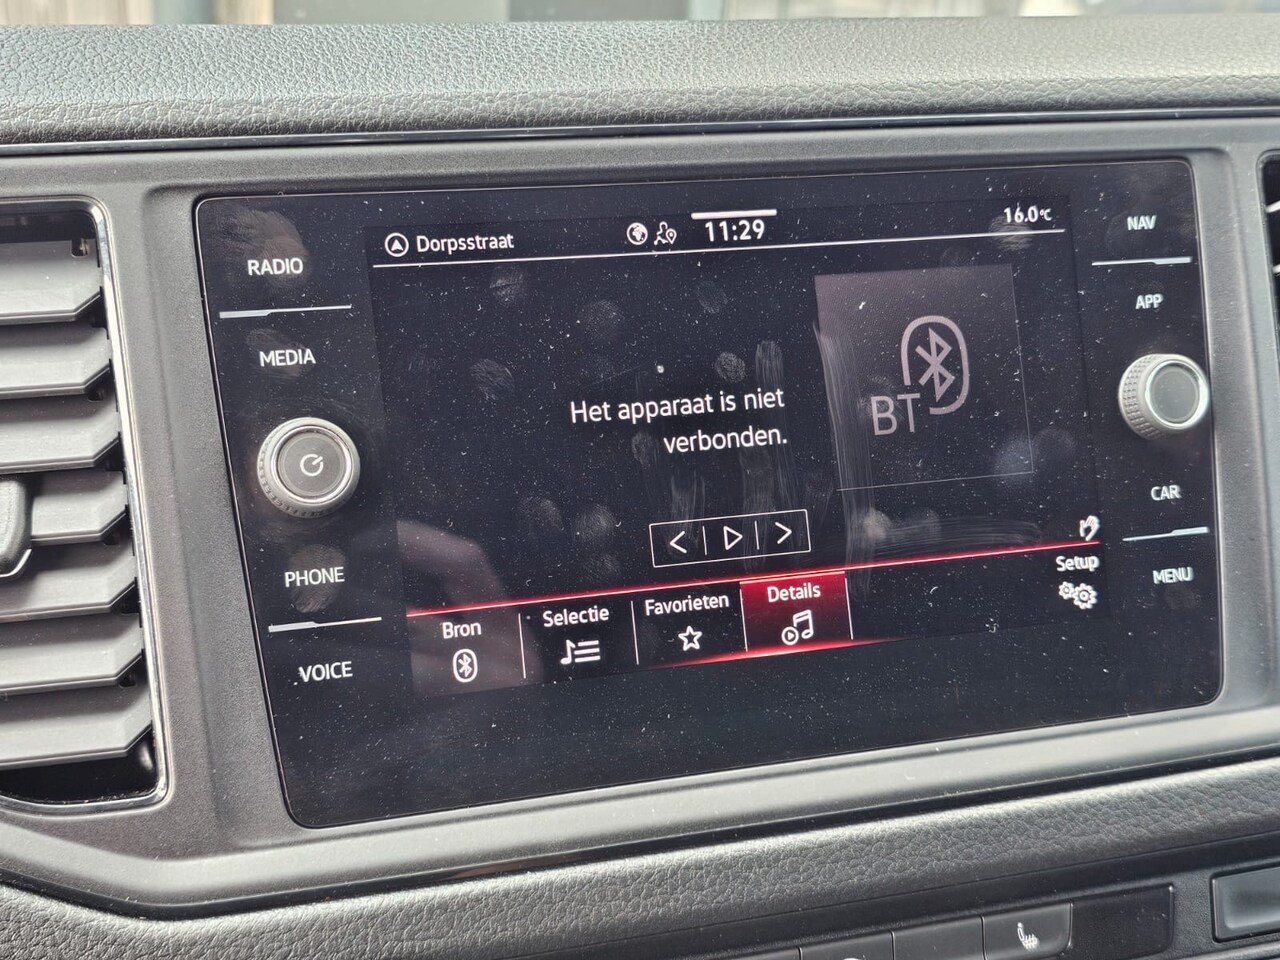 Dorpsstraat
11:29
16.0°C
RADIO
MEDIA
PHONE
VOICE
Het apparaat is niet
verbonden.
BT
Bron
Selectie
Favorieten
Details
Setup
NAV
APP
CAR
MENU